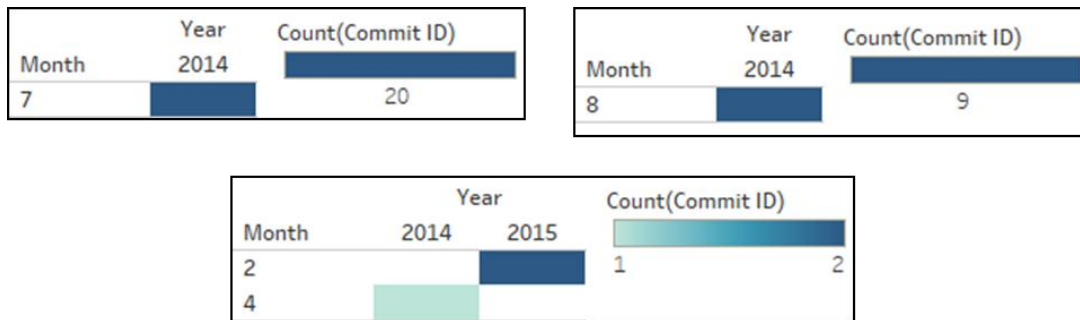 Year
Count(Commit ID)
Month
2014
7
20
Year
Count(Commit ID)
Month
2014
8
9
Year
Count(Commit ID)
Month
2014
2015
2
1
2
4